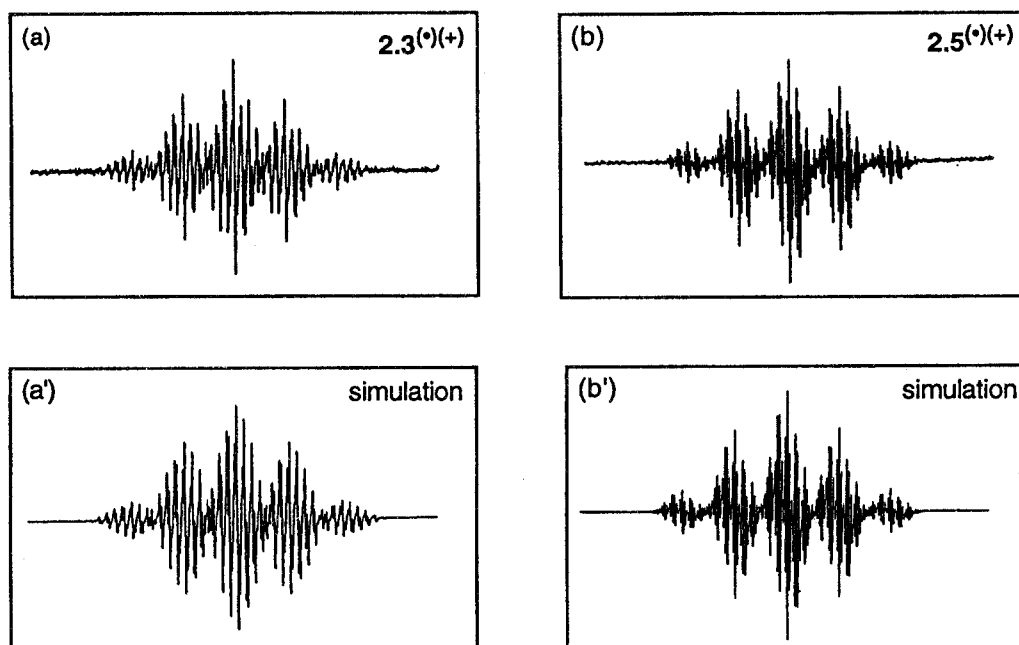 (a) 2.3(•)(+)
(b) 2.5(•)(+)
(a') simulation
(b') simulation